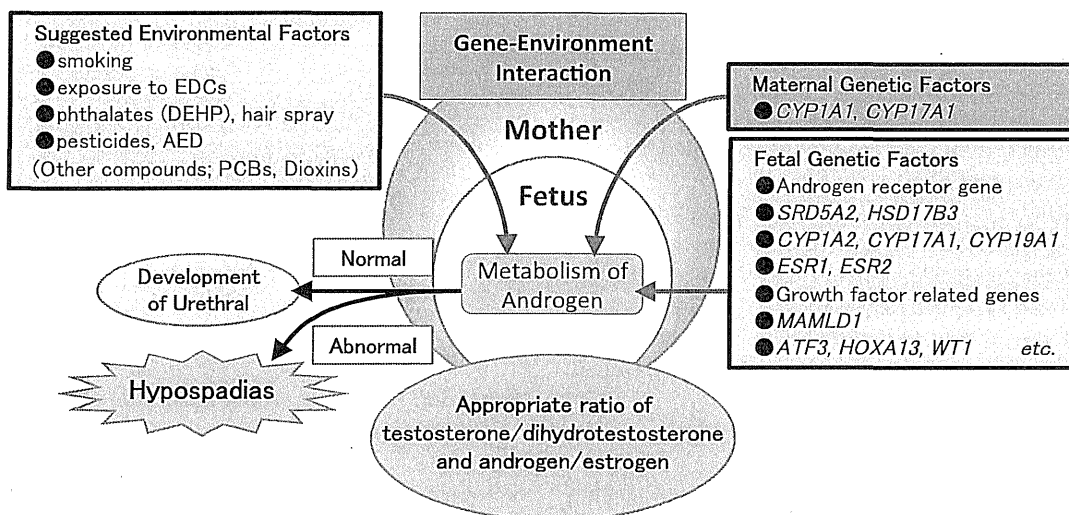 Suggested Environmental Factors
●smoking
●exposure to EDCs
●phthalates (DEHP), hair spray
●pesticides, AED
(Other compounds; PCBs, Dioxins)
Gene-Environment
Interaction
Mother
Fetus
Maternal Genetic Factors
●CYP1A1, CYP17A1
Fetal Genetic Factors
●Androgen receptor gene
●SRD5A2, HSD17B3
●CYP1A2, CYP17A1, CYP19A1
●ESR1, ESR2
●Growth factor related genes
●MAMLD1
●ATF3, HOXA13, WT1 etc.
Metabolism of
Androgen
Normal
Development
of Urethral
Abnormal
Hypospadias
Appropriate ratio of
testosterone/dihydrotestosterone
and androgen/estrogen